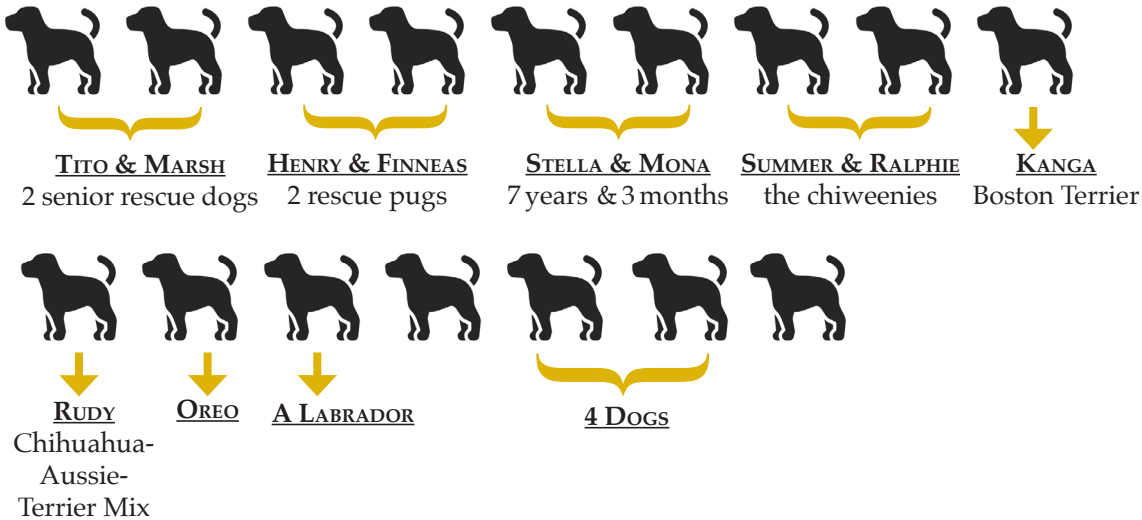 TITO & MARSH
2 senior rescue dogs
HENRY & FINNEAS
2 rescue pugs
STELLA & MONA
7 years & 3 months
SUMMER & RALPHIE
the chiweenies
KANGA
Boston Terrier
RUDY
Chihuahua-
Aussie-
Terrier Mix
OREO
A LABRADOR
4 DOGS